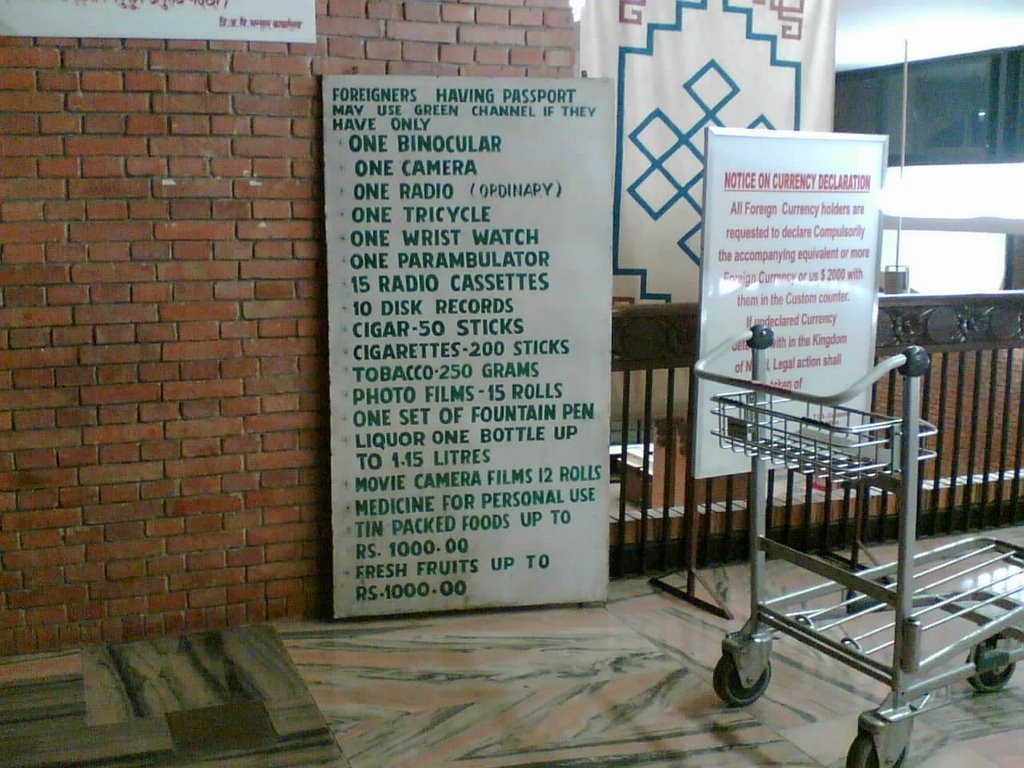 त्रि.अ.वि. भन्सार कार्यालय
FOREIGNERS HAVING PASSPORT
MAY USE GREEN CHANNEL IF THEY
HAVE ONLY
ONE BINOCULAR
ONE CAMERA
ONE RADIO (ORDINARY)
ONE TRICYCLE
ONE WRIST WATCH
ONE PARAMBULATOR
15 RADIO CASSETTES
10 DISK RECORDS
CIGAR-50 STICKS
CIGARETTES-200 STICKS
TOBACCO-250 GRAMS
PHOTO FILMS-15 ROLLS
ONE SET OF FOUNTAIN PEN
LIQUOR ONE BOTTLE UP
TO 1.15 LITRES
MOVIE CAMERA FILMS 12 ROLLS
MEDICINE FOR PERSONAL USE
TIN PACKED FOODS UP TO
RS. 1000.00
FRESH FRUITS UP TO
RS.1000.00
NOTICE ON CURRENCY DECLARATION
All Foreign Currency holders are
requested to declare Compulsorily
the accompanying equivalent or more
Foreign Currency or us $ 2000 with
them in the Custom counter.
If undeclared Currency
with in the Kingdom
of Legal action shall
taken of